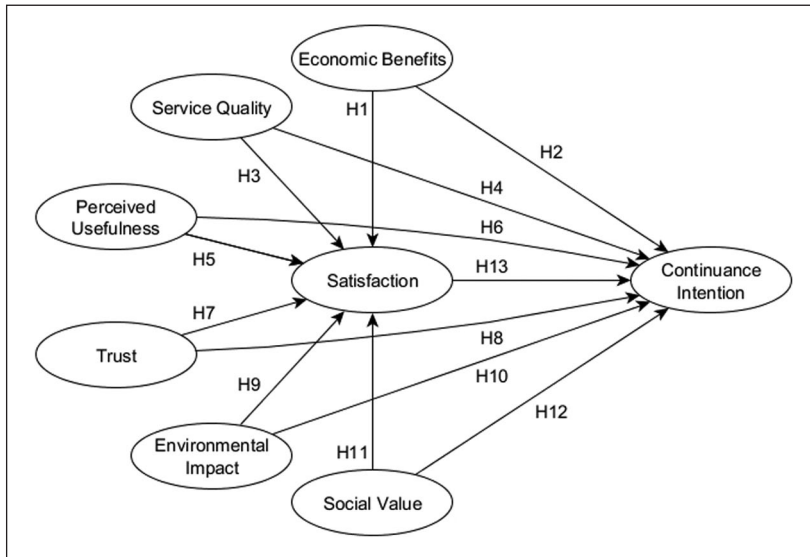 Economic Benefits
Service Quality
H1
H2
H3
H4
Perceived
Usefulness
H6
H5
Satisfaction
H13
Continuance
Intention
H7
Trust
H8
H9
H10
H12
Environmental
Impact
H11
Social Value